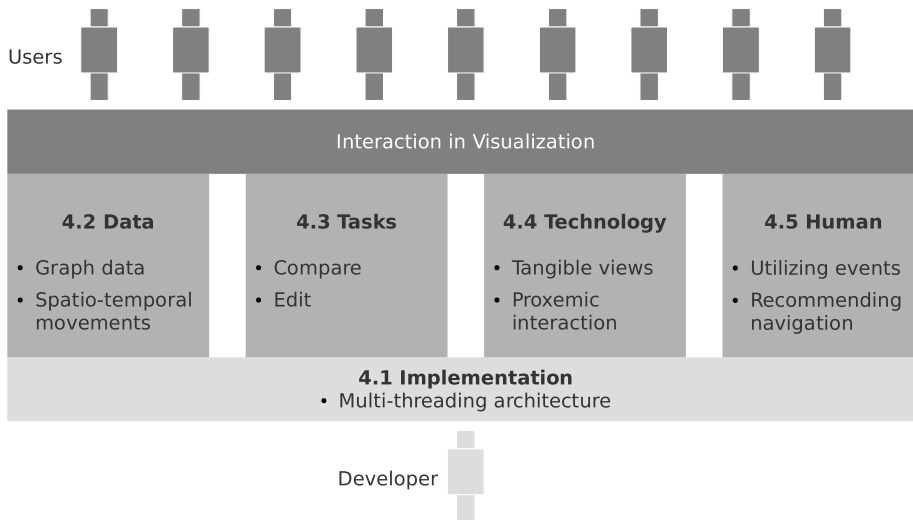 Users
Interaction in Visualization
4.2 Data
• Graph data
• Spatio-temporal
movements
4.3 Tasks
• Compare
• Edit
4.4 Technology
• Tangible views
• Proxemic
interaction
4.5 Human
• Utilizing events
• Recommending
navigation
4.1 Implementation
• Multi-threading architecture
Developer